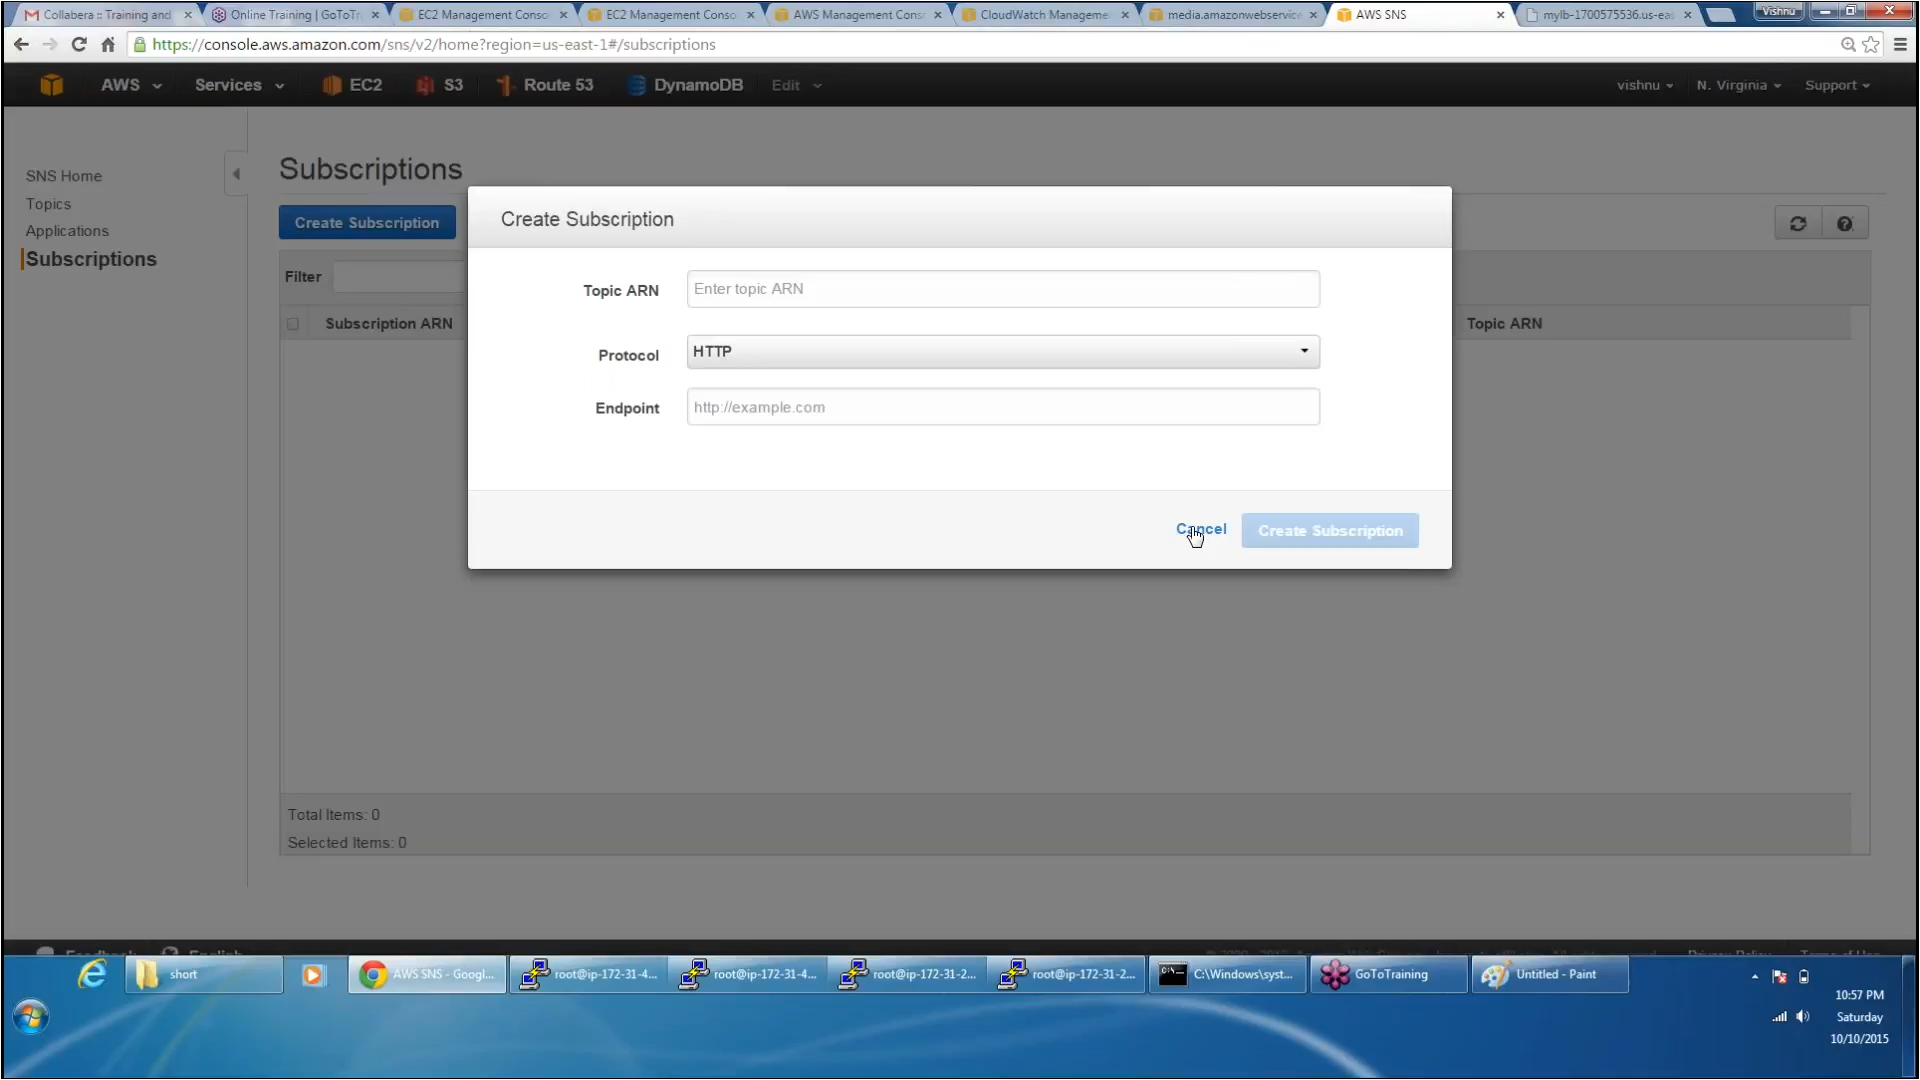 Collabera :: Training and
Online Training | GoToTr
EC2 Management Conso
EC2 Management Conso
AWS Management Cons
CloudWatch Manageme
media.amazonwebservice
AWS SNS
mylb-1700575536.us-eas
Vishnu
https://console.aws.amazon.com/sns/v2/home?region=us-east-1#/subscriptions
AWS
Services
EC2
S3
Route 53
DynamoDB
Edit
vishnu
N. Virginia
Support
SNS Home
Topics
Applications
Subscriptions
Subscriptions
Create Subscription
Filter
Subscription ARN
Topic ARN
Create Subscription
Topic ARN
Enter topic ARN
Protocol
HTTP
Endpoint
http://example.com
Cancel
Create Subscription
Total Items: 0
Selected Items: 0
Feedback
English
Privacy Policy
Terms of Use
short
AWS SNS - Googl...
root@ip-172-31-4...
root@ip-172-31-4...
root@ip-172-31-2...
root@ip-172-31-2...
C:\Windows\syst...
GoToTraining
Untitled - Paint
10:57 PM
Saturday
10/10/2015